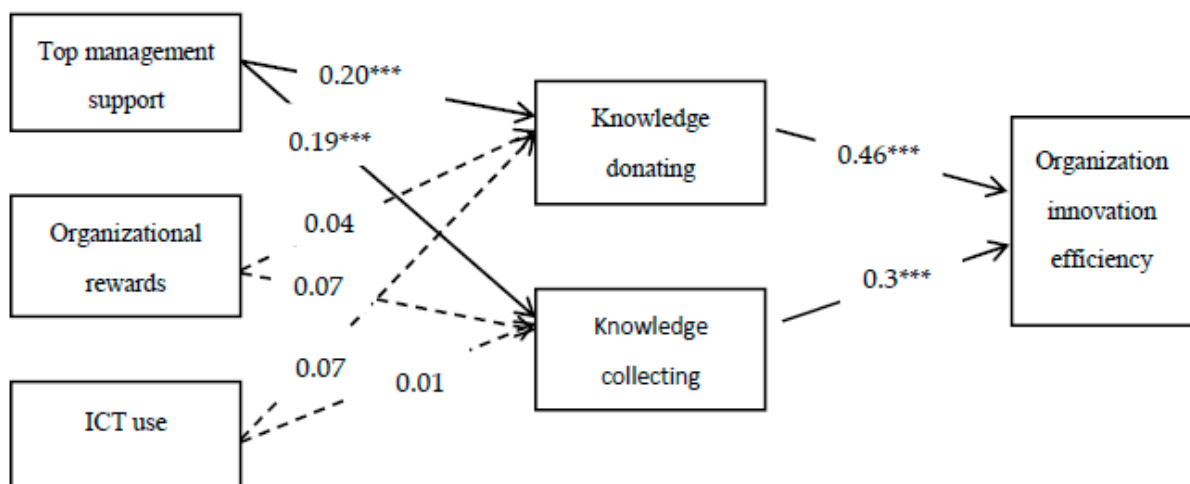 Top management
support
0.20***
0.19***
Knowledge
donating
0.46***
Organization
innovation
efficiency
Organizational
rewards
0.04
0.07
0.3***
Knowledge
collecting
ICT use
0.07
0.01